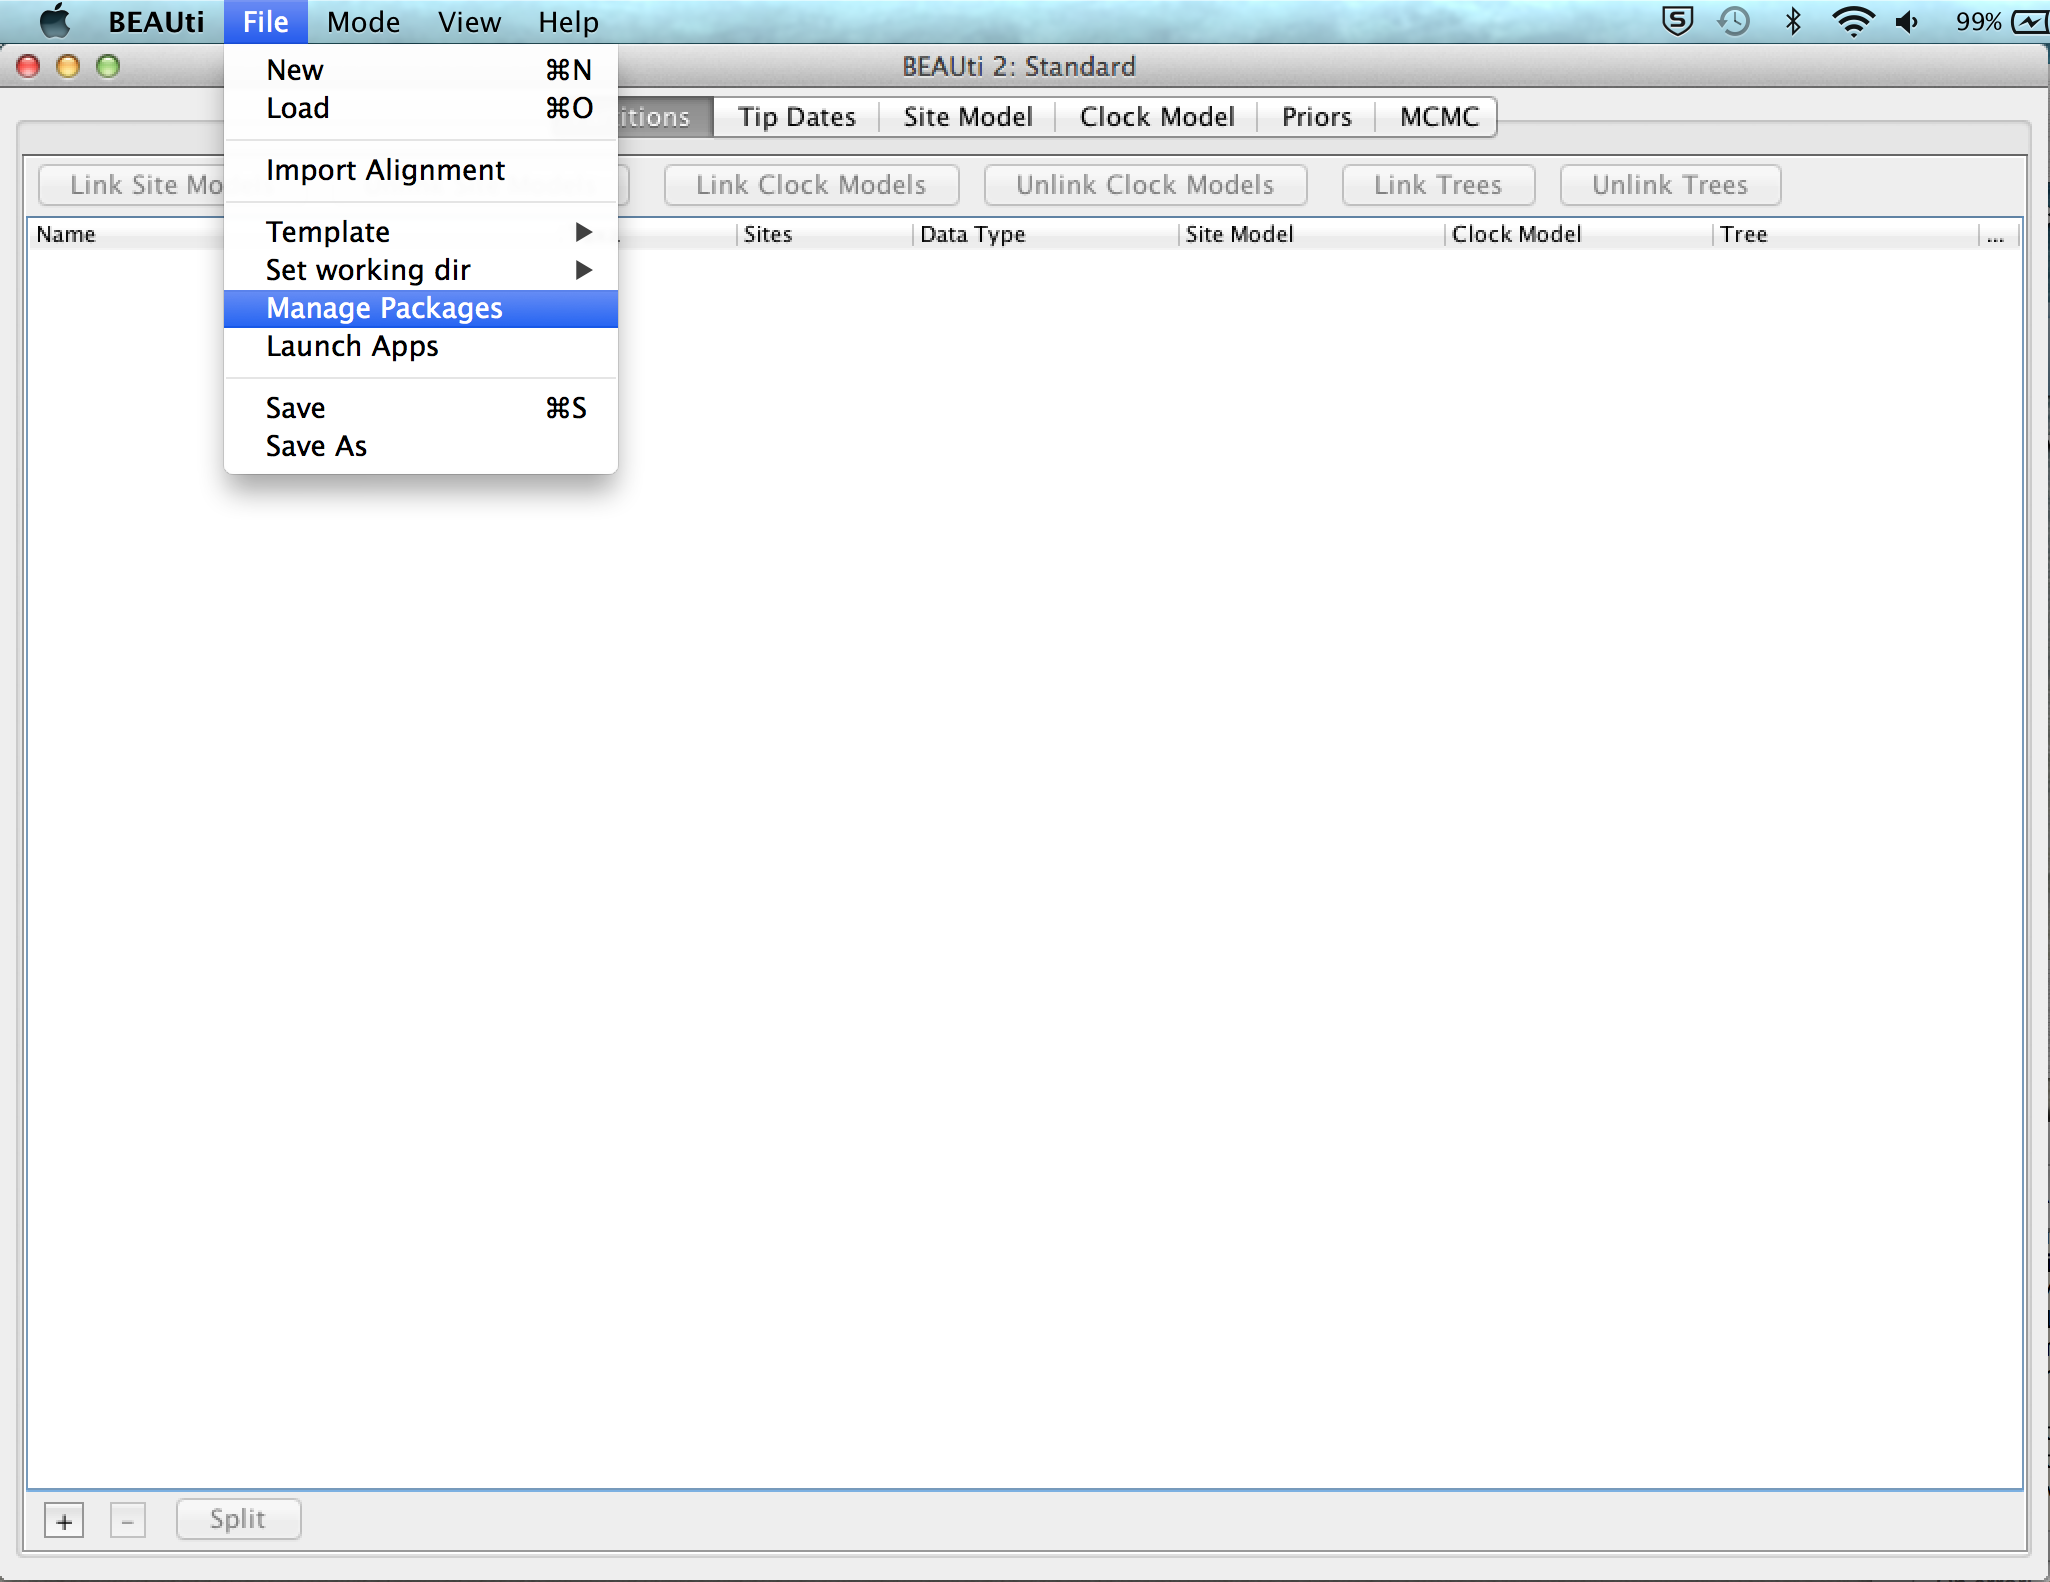 BEAUti File Mode View Help 99%
BEAUti 2: Standard
New ⌘N
Load ⌘O
Import Alignment
Template ▶
Set working dir ▶
Manage Packages
Launch Apps
Save ⌘S
Save As
itions Tip Dates Site Model Clock Model Priors MCMC
Link Site Mo Link Clock Models Unlink Clock Models Link Trees Unlink Trees
Name Sites Data Type Site Model Clock Model Tree ...
+ - Split